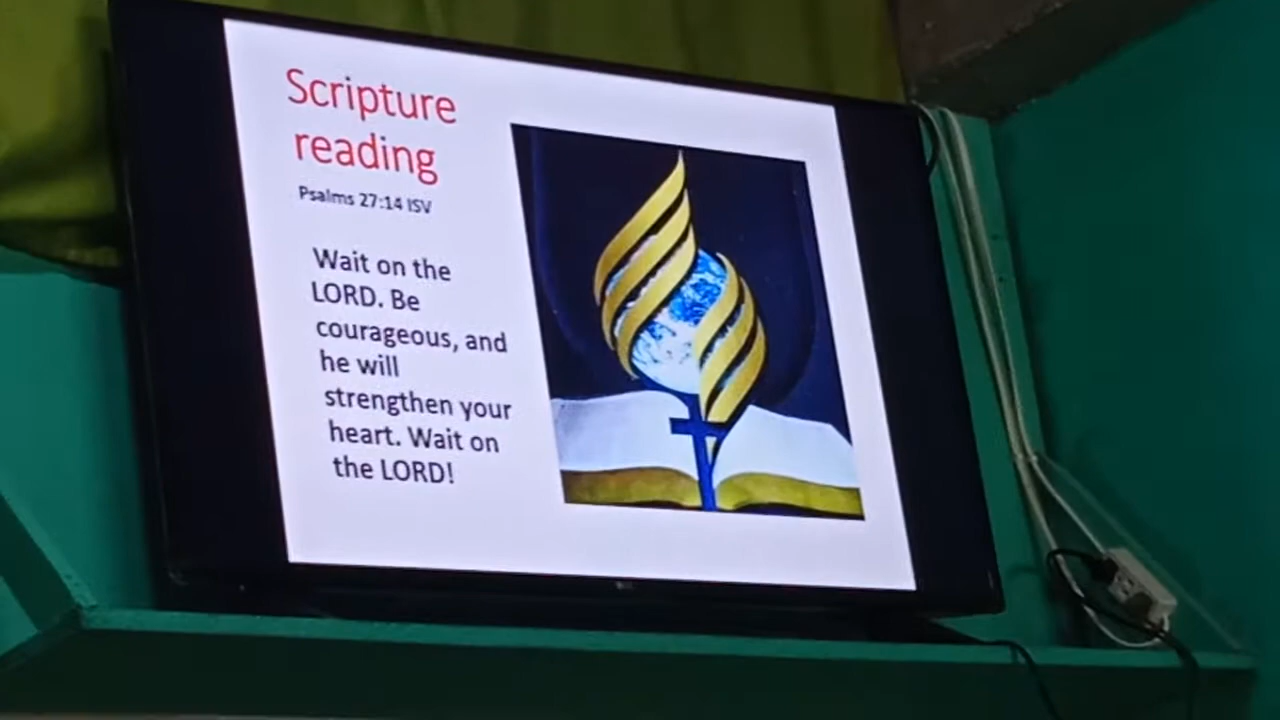 Scripture
reading
Psalms 27:14 ISV
Wait on the
LORD. Be
courageous, and
he will
strengthen your
heart. Wait on
the LORD!